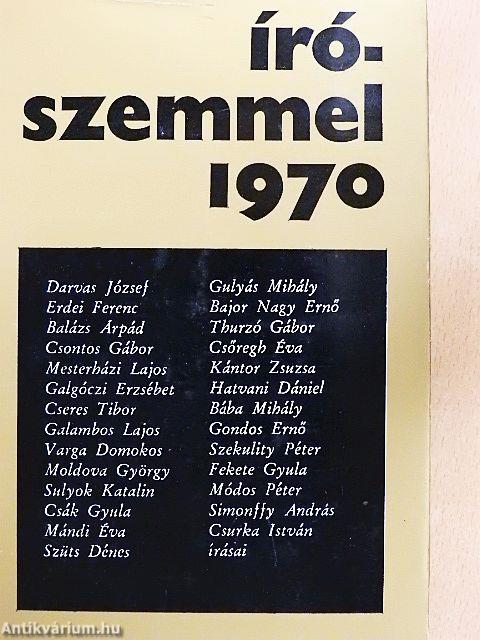 író-
szemmel
1970
Darvas József
Erdei Ferenc
Balázs Árpád
Csontos Gábor
Mesterházi Lajos
Galgóczi Erzsébet
Cseres Tibor
Galambos Lajos
Varga Domokos
Moldova György
Sulyok Katalin
Csák Gyula
Mándi Éva
Szüts Dénes
Gulyás Mihály
Bajor Nagy Ernő
Thurzó Gábor
Csőregh Éva
Kántor Zsuzsa
Hatvani Dániel
Bába Mihály
Gondos Ernő
Szekulity Péter
Fekete Gyula
Módos Péter
Simonffy András
Csurka István
írásai
Antikvárium.hu